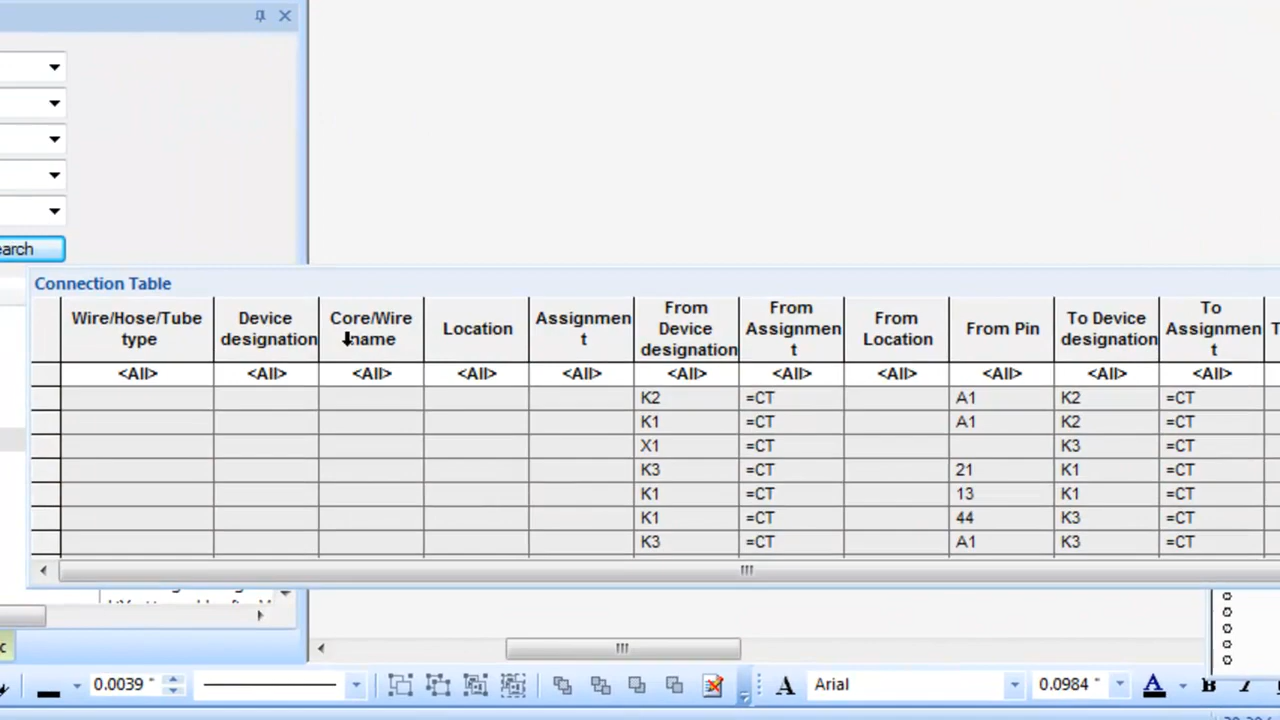 earch
Connection Table
Wire/Hose/Tube type Device designation Core/Wire name Location Assignmen t From Device designation From Assignmen t From Location From Pin To Device designation To Assignmen t T
<All> <All> <All> <All> <All> <All> <All> <All> <All> <All> <All>
K2 =CT A1 K2 =CT
K1 =CT A1 K2 =CT
X1 =CT K3 =CT
K3 =CT 21 K1 =CT
K1 =CT 13 K1 =CT
K1 =CT 44 K3 =CT
K3 =CT A1 K3 =CT
c
0.0039 " A Arial 0.0984 " A B I